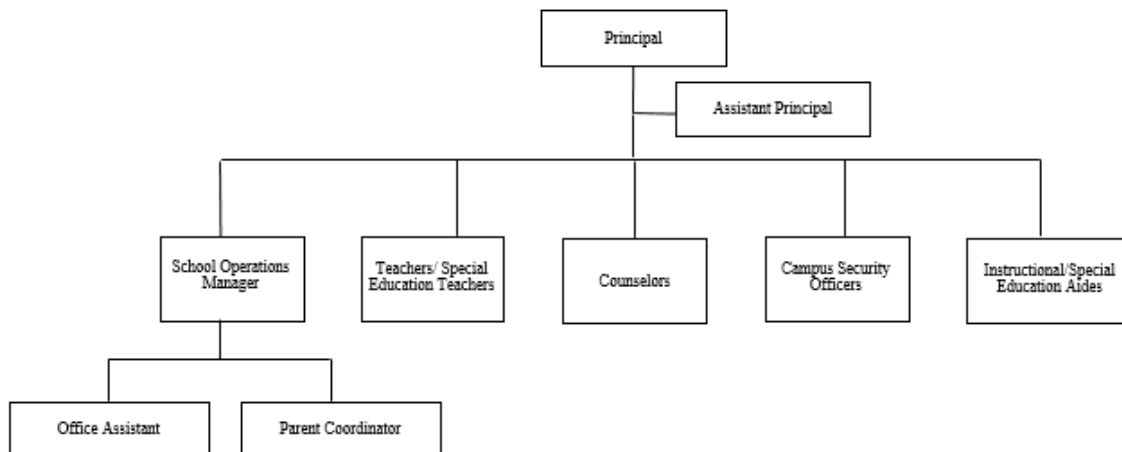 Principal
Assistant Principal
School Operations
Manager
Teachers/ Special
Education Teachers
Counselors
Campus Security
Officers
Instructional/Special
Education Aides
Office Assistant
Parent Coordinator